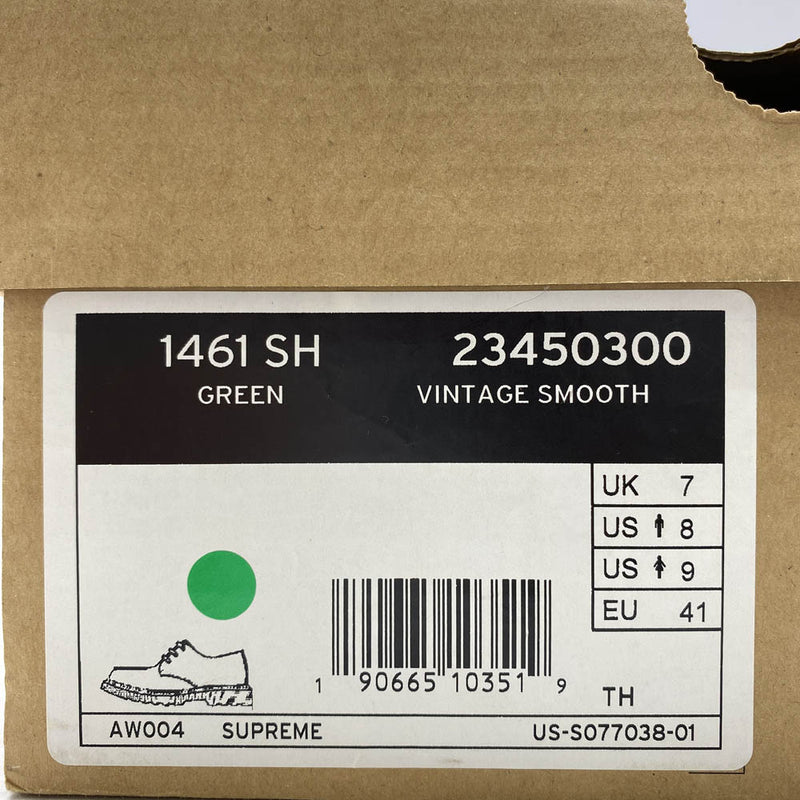 1461 SH 23450300
GREEN VINTAGE SMOOTH
UK 7
US 8
US 9
EU 41
1 90665 10351 9
TH
AW004 SUPREME US-S077038-01